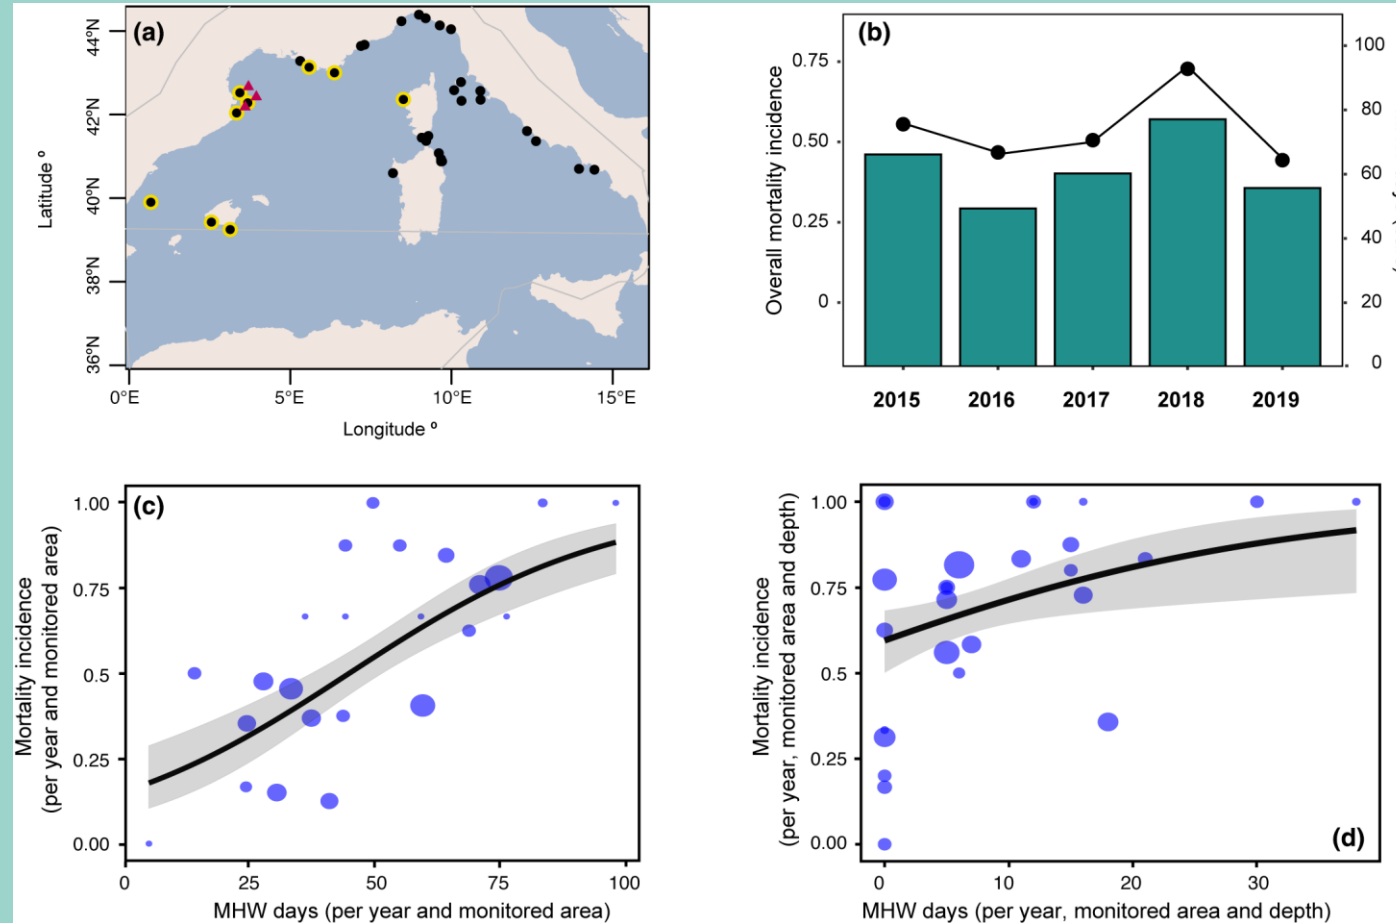 (a)
44°N
42°N
40°N
38°N
36°N
Latitude º
0°E
5°E
10°E
15°E
Longitude º
(b)
Overall mortality incidence
0.75
0.50
0.25
0
100
80
60
40
20
0
2015
2016
2017
2018
2019
(c)
Mortality incidence
(per year and monitored area)
1.00
0.75
0.5
0.25
0.00
0
25
50
75
100
MHW days (per year and monitored area)
Mortality incidence
(per year, monitored area and depth)
1.00
0.75
0.5
0.25
0.00
(d)
0
10
20
30
MHW days (per year, monitored area and depth)